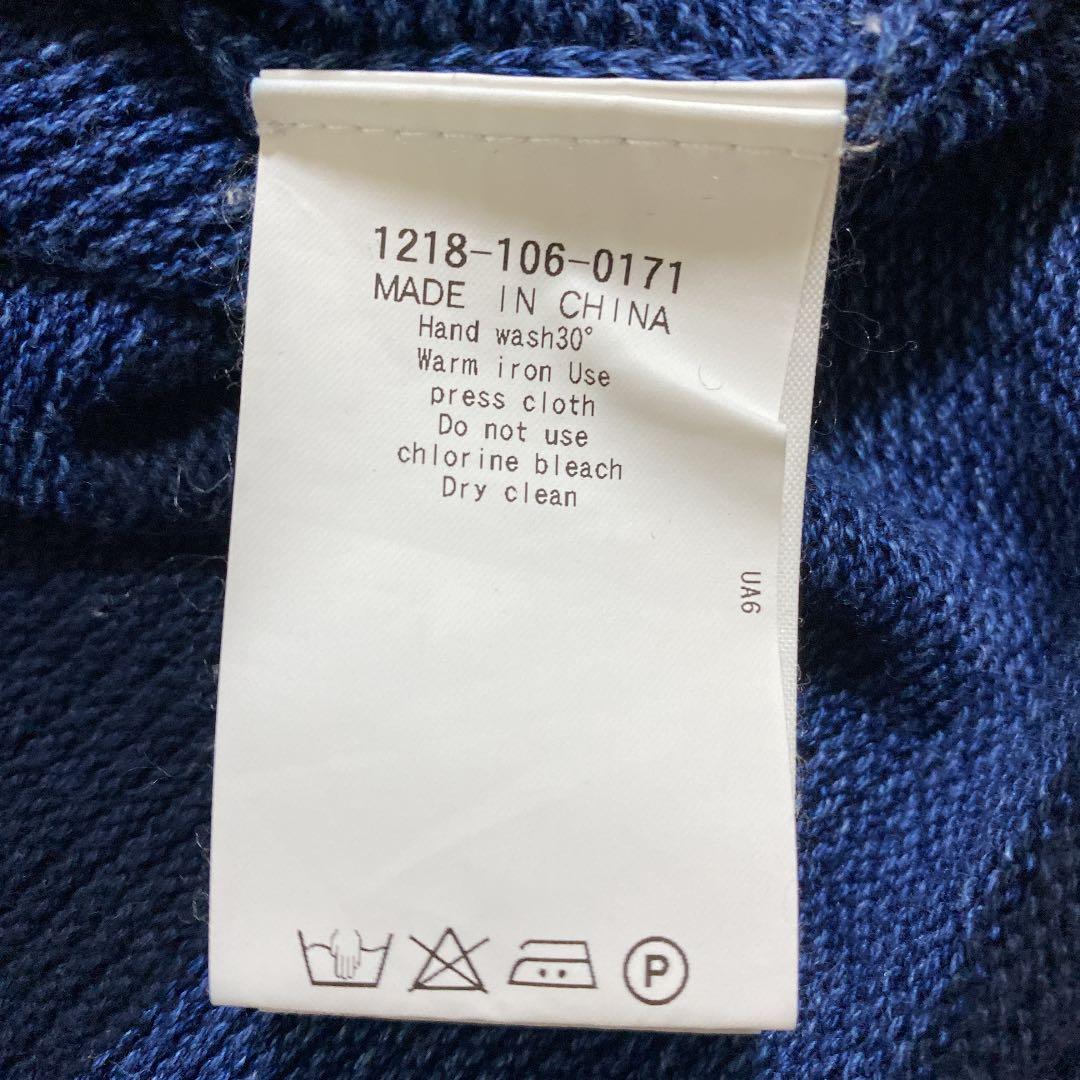 1218-106-0171
MADE IN CHINA
Hand wash30°
Warm iron Use
press cloth
Do not use
chlorine bleach
Dry clean
UA6
P